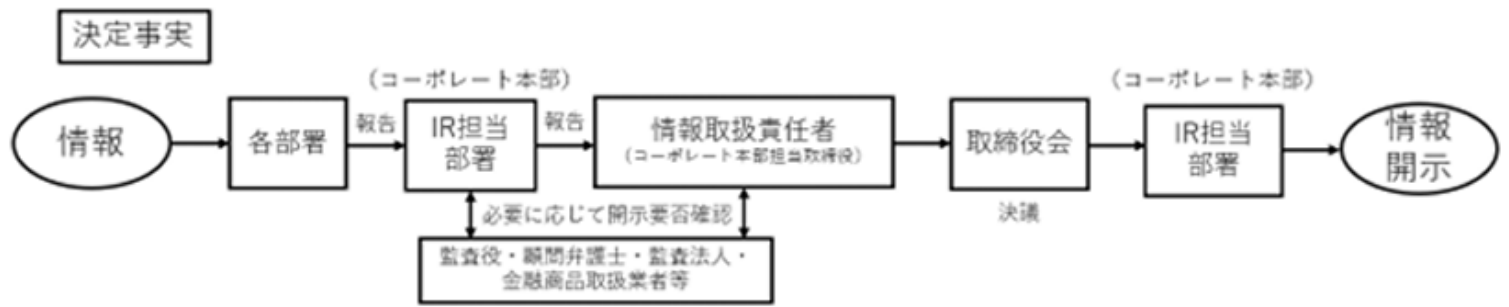 決定事実
(コーポレート本部)
(コーポレート本部)
情報
各部署
報告
IR担当
部署
報告
情報取扱責任者
(コーポレート本部担当取締役)
取締役会
決議
IR担当
部署
情報
開示
必要に応じて開示要否確認
監査役・顧問弁護士・監査法人・
金融商品取扱業者等